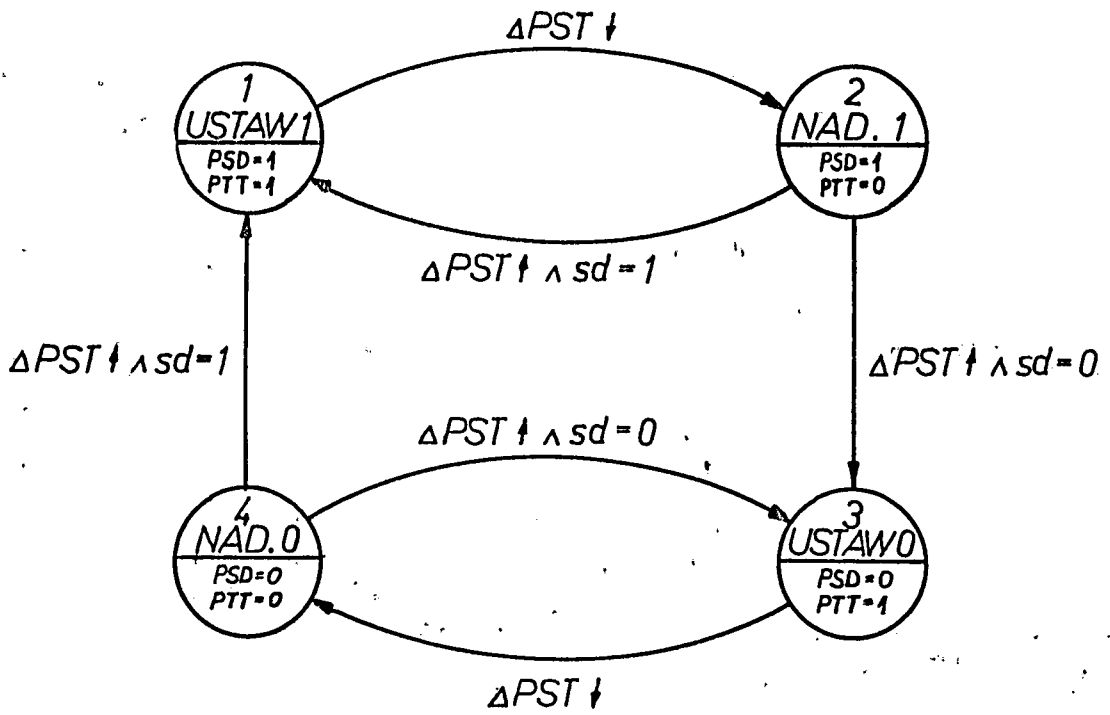 ΔPST ↓
1
USTAW1
PSD=1
PTT=1
2
NAD. 1
PSD=1
PTT=0
ΔPST ↑ ∧ sd=1
ΔPST ↑ ∧ sd=1
ΔPST ↑ ∧ sd=0
ΔPST ↑ ∧ sd=0
4
NAD.0
PSD=0
PTT=0
3
USTAW0
PSD=0
PTT=1
ΔPST ↓